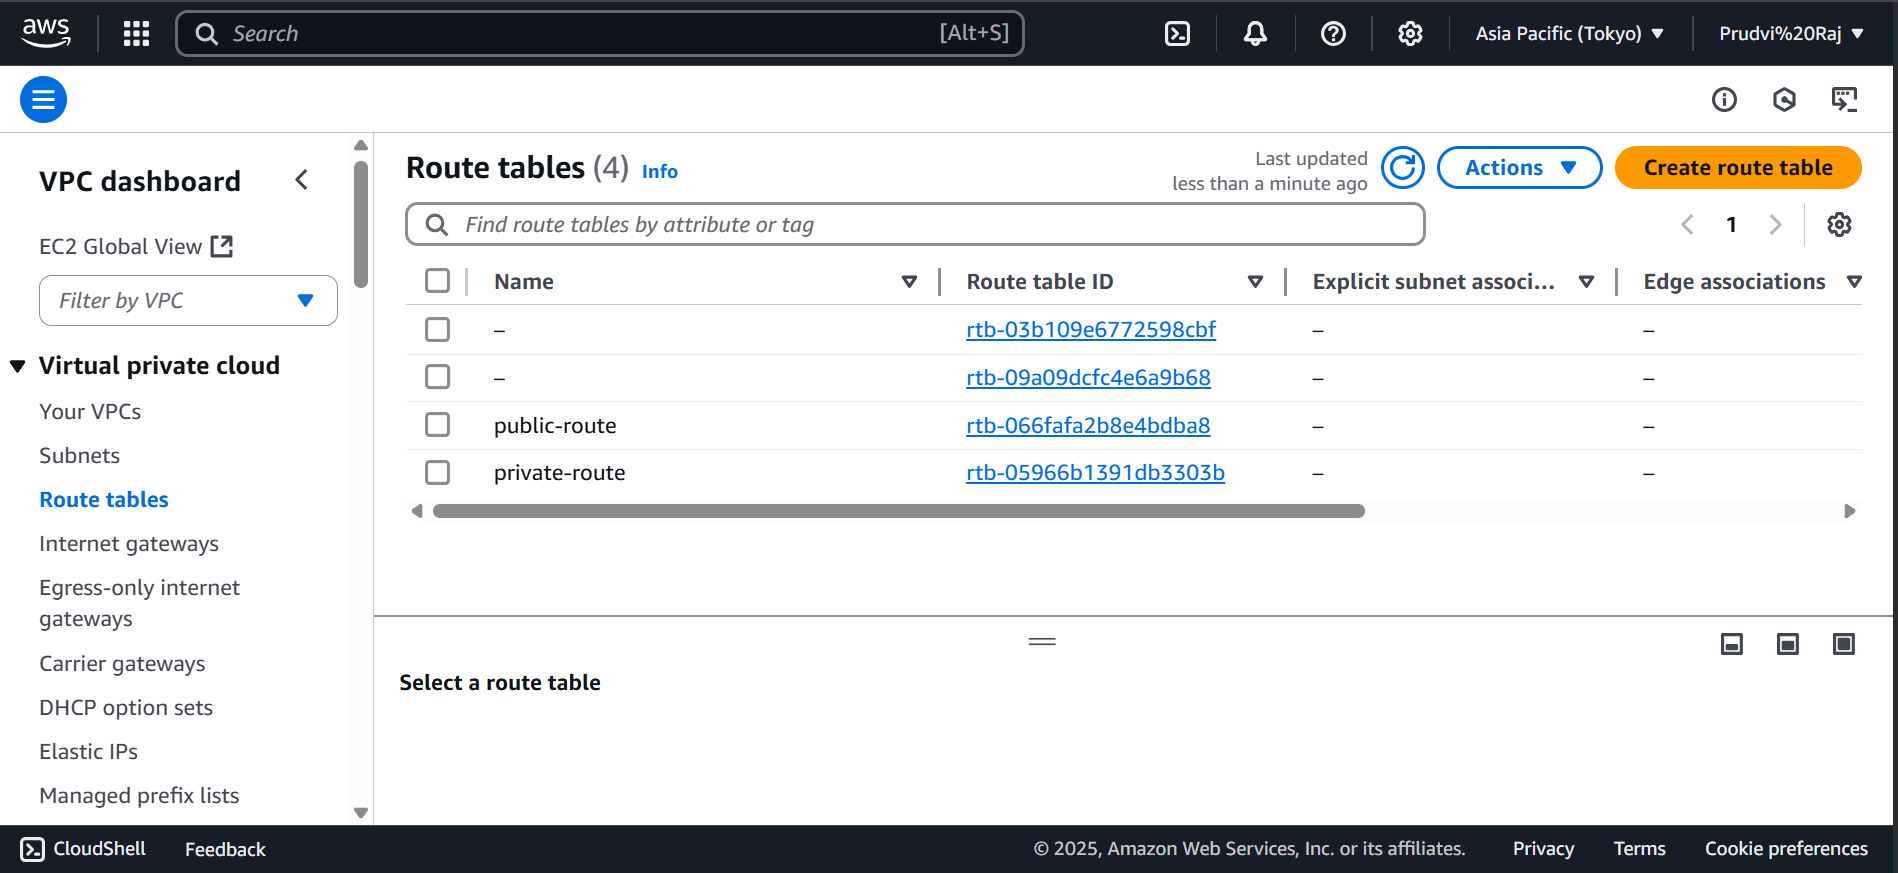 aws
Search [Alt+S]
Asia Pacific (Tokyo)
Prudvi%20Raj
VPC dashboard
EC2 Global View
Filter by VPC
Virtual private cloud
Your VPCs
Subnets
Route tables
Internet gateways
Egress-only internet
gateways
Carrier gateways
DHCP option sets
Elastic IPs
Managed prefix lists
Route tables (4) Info
Last updated
less than a minute ago
Actions
Create route table
Find route tables by attribute or tag
1
Name Route table ID Explicit subnet associ... Edge associations
– rtb-03b109e6772598cbf – –
– rtb-09a09dcfc4e6a9b68 – –
public-route rtb-066fafa2b8e4bdba8 – –
private-route rtb-05966b1391db3303b – –
Select a route table
CloudShell Feedback © 2025, Amazon Web Services, Inc. or its affiliates. Privacy Terms Cookie preferences